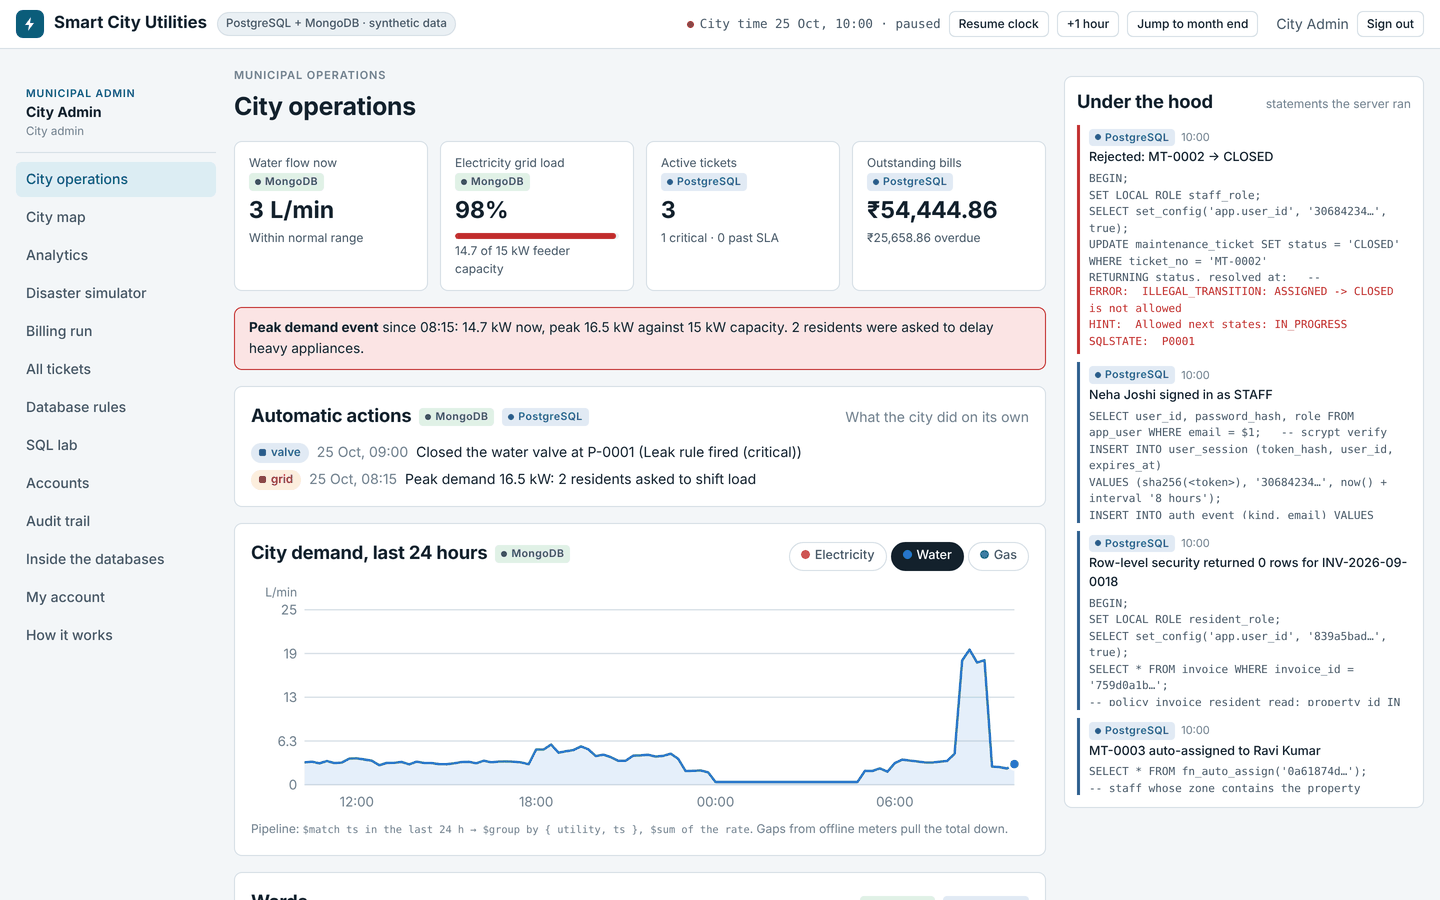 Smart City Utilities
PostgreSQL + MongoDB · synthetic data
City time 25 Oct, 10:00 · paused
Resume clock
+1 hour
Jump to month end
City Admin
Sign out
MUNICIPAL ADMIN
City Admin
City admin
City operations
City map
Analytics
Disaster simulator
Billing run
All tickets
Database rules
SQL lab
Accounts
Audit trail
Inside the databases
My account
How it works
MUNICIPAL OPERATIONS
City operations
Water flow now
MongoDB
3 L/min
Within normal range
Electricity grid load
MongoDB
98%
14.7 of 15 kW feeder
capacity
Active tickets
PostgreSQL
3
1 critical · 0 past SLA
Outstanding bills
PostgreSQL
₹54,444.86
₹25,658.86 overdue
Peak demand event since 08:15: 14.7 kW now, peak 16.5 kW against 15 kW capacity. 2 residents were asked to delay
heavy appliances.
Automatic actions MongoDB PostgreSQL What the city did on its own
valve 25 Oct, 09:00 Closed the water valve at P-0001 (Leak rule fired (critical))
grid 25 Oct, 08:15 Peak demand 16.5 kW: 2 residents asked to shift load
City demand, last 24 hours MongoDB Electricity Water Gas
L/min
25
19
13
6.3
0
12:00 18:00 00:00 06:00
Pipeline: $match ts in the last 24 h → $group by { utility, ts }, $sum of the rate. Gaps from offline meters pull the total down.
Wards
Under the hood statements the server ran
PostgreSQL 10:00
Rejected: MT-0002 → CLOSED
BEGIN;
SET LOCAL ROLE staff_role;
SELECT set_config('app.user_id', '30684234…',
true);
UPDATE maintenance_ticket SET status = 'CLOSED'
WHERE ticket_no = 'MT-0002'
RETURNING status, resolved_at; --
ERROR: ILLEGAL_TRANSITION: ASSIGNED -> CLOSED
is not allowed
HINT: Allowed next states: IN_PROGRESS
SQLSTATE: P0001
PostgreSQL 10:00
Neha Joshi signed in as STAFF
SELECT user_id, password_hash, role FROM
app_user WHERE email = $1; -- scrypt verify
INSERT INTO user_session (token_hash, user_id,
expires_at)
VALUES (sha256(<token>), '30684234…', now() +
interval '8 hours');
INSERT INTO auth_event (kind, email) VALUES
PostgreSQL 10:00
Row-level security returned 0 rows for INV-2026-09-
0018
BEGIN;
SET LOCAL ROLE resident_role;
SELECT set_config('app.user_id', '839a5bad…',
true);
SELECT * FROM invoice WHERE invoice_id =
'759d0a1b…';
-- policy invoice_resident_read: property_id IN
PostgreSQL 10:00
MT-0003 auto-assigned to Ravi Kumar
SELECT * FROM fn_auto_assign('0a61874d…');
-- staff whose zone contains the property